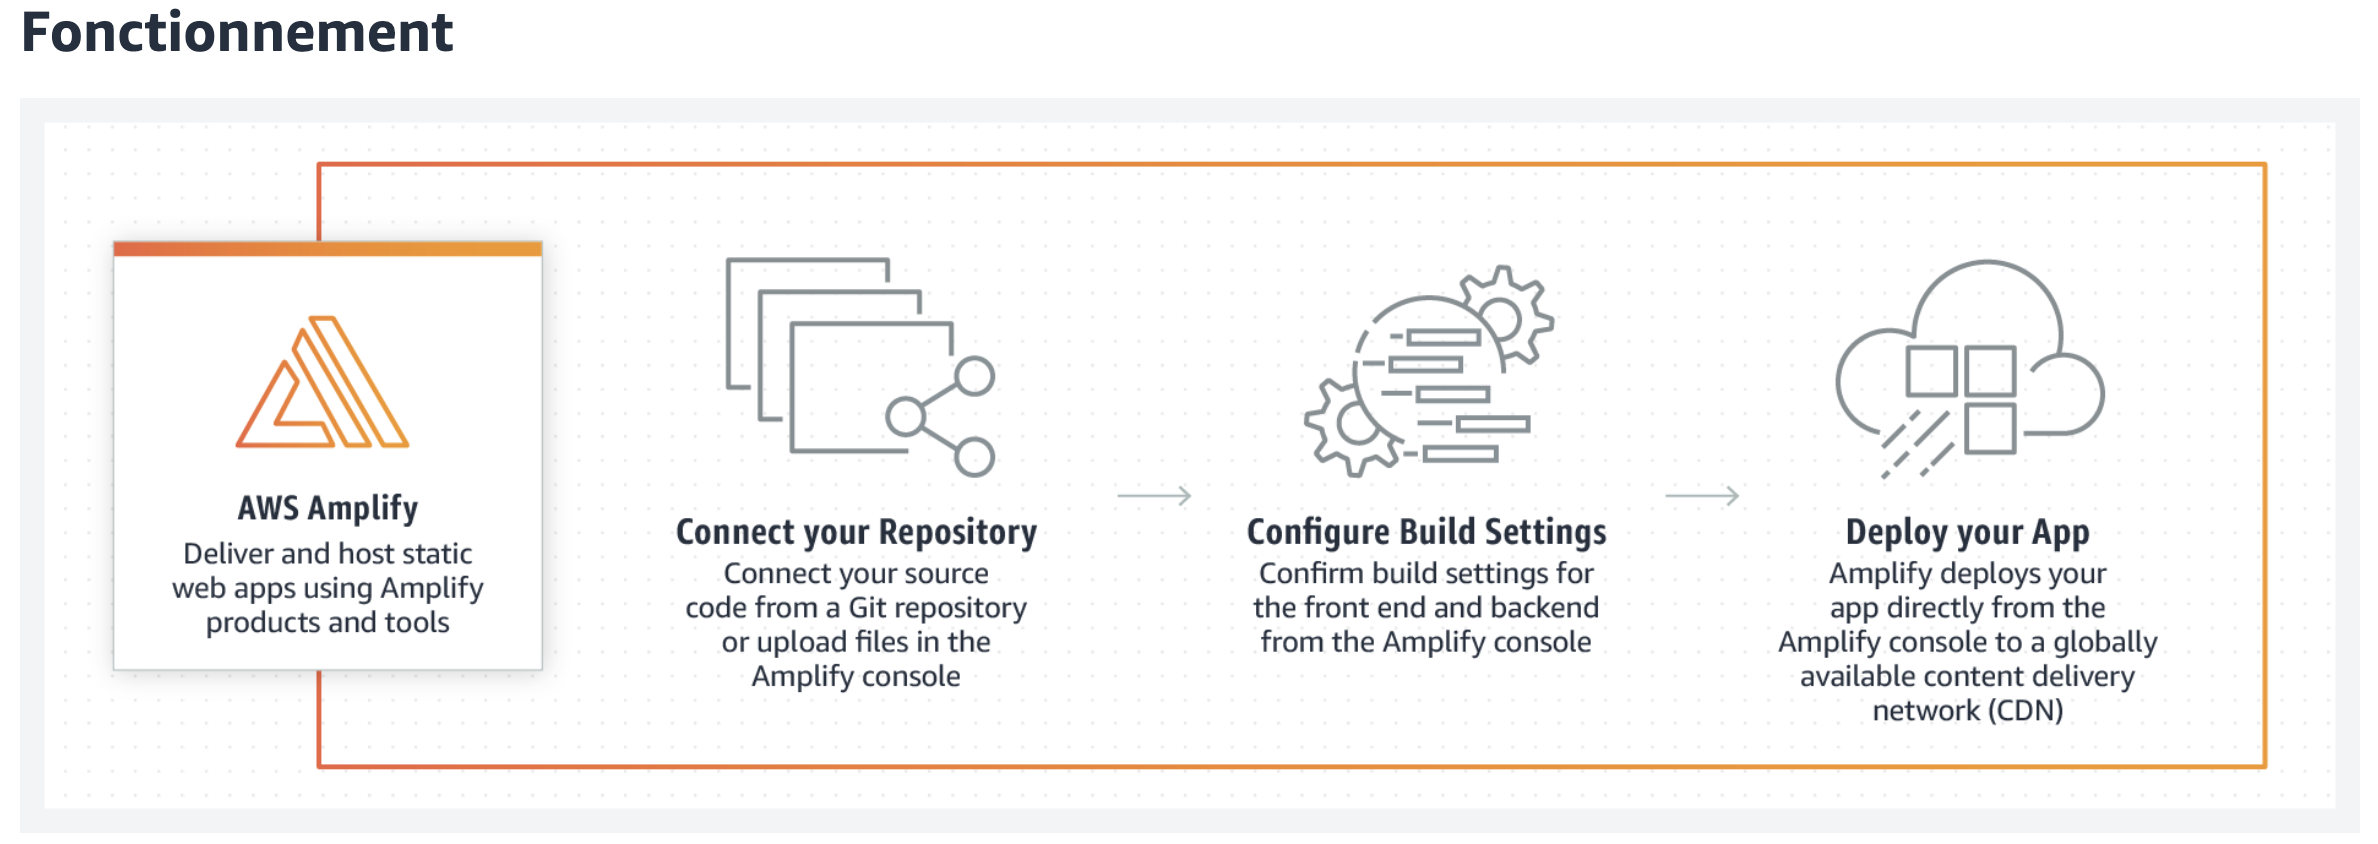 Fonctionnement
AWS Amplify
Deliver and host static
web apps using Amplify
products and tools
Connect your Repository
Connect your source
code from a Git repository
or upload files in the
Amplify console
Configure Build Settings
Confirm build settings for
the front end and backend
from the Amplify console
Deploy your App
Amplify deploys your
app directly from the
Amplify console to a globally
available content delivery
network (CDN)